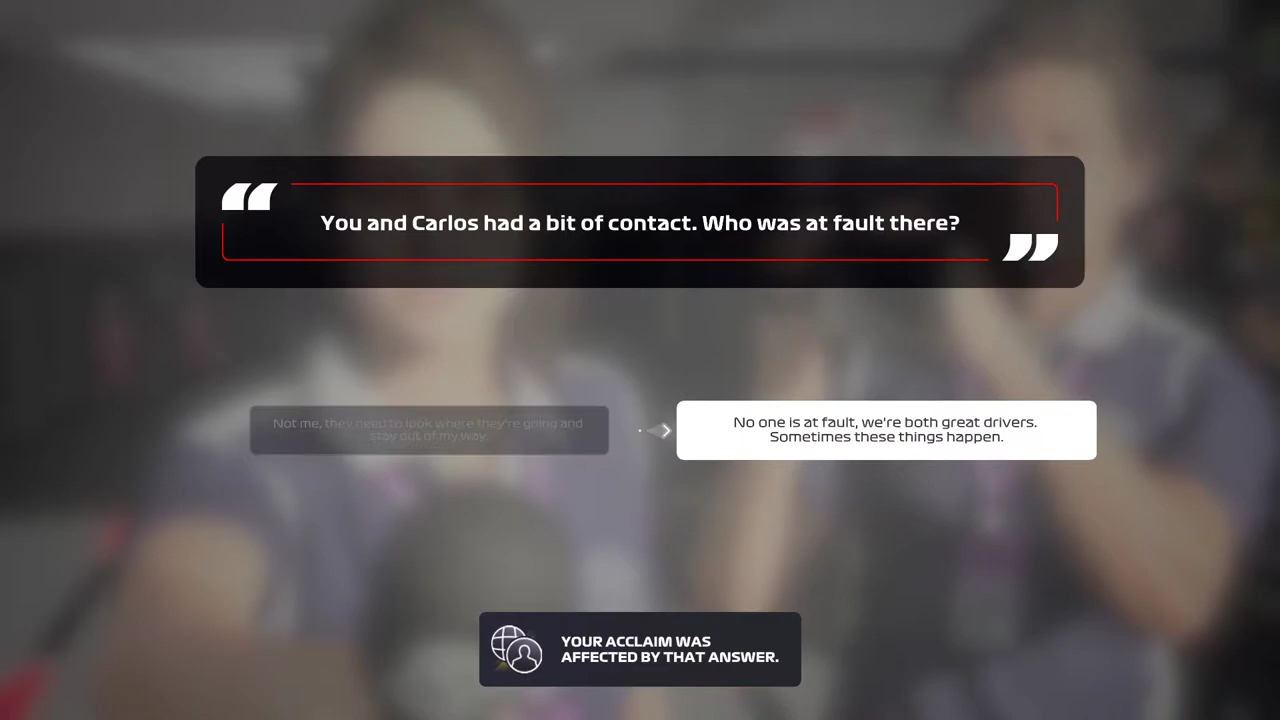 You and Carlos had a bit of contact. Who was at fault there?
Not me, they need to look where they're going and
stay out of my way.
No one is at fault, we're both great drivers.
Sometimes these things happen.
YOUR ACCLAIM WAS
AFFECTED BY THAT ANSWER.